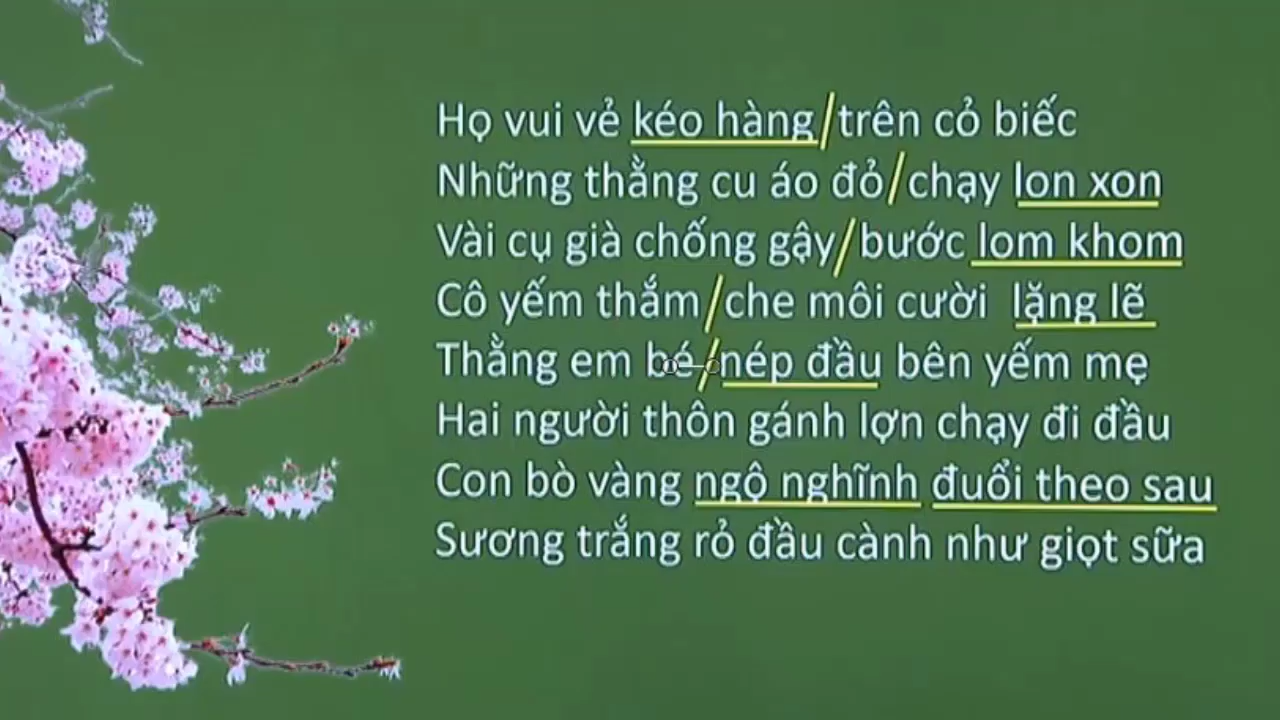 Họ vui vẻ kéo hàng/trên cỏ biếc
Những thằng cu áo đỏ/chạy lon xon
Vài cụ già chống gậy/bước lom khom
Cô yếm thắm/che môi cười lặng lẽ
Thằng em bé/nép đầu bên yếm mẹ
Hai người thôn gánh lợn chạy đi đầu
Con bò vàng ngộ nghĩnh đuổi theo sau
Sương trắng rỏ đầu cành như giọt sữa